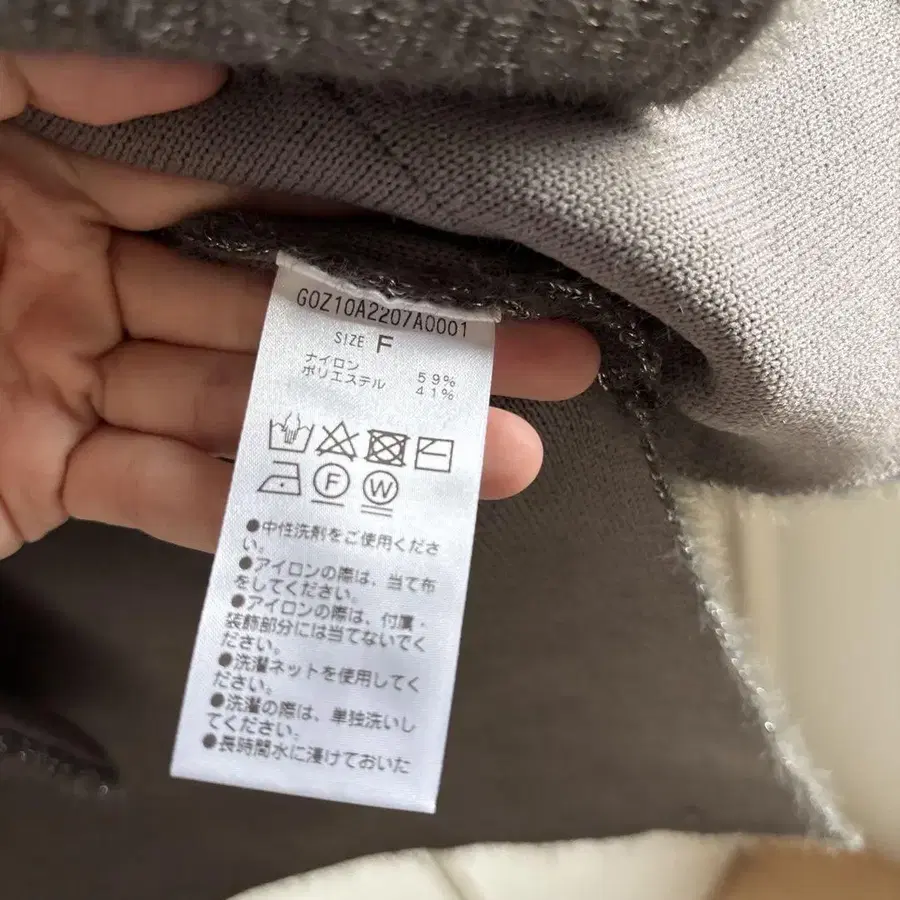 G0Z10A2207A0001
SIZE F
ナイロン 59%
ポリエステル 41%
F W
●中性洗剤をご使用くださ
い。
●アイロンの際は、当て布
をしてください。
●アイロンの際は、付属・
装飾部分には当てないでく
ださい。
●洗濯ネットを使用してく
ださい。
●洗濯の際は、単独洗いし
てください。
●長時間水に浸けておいた